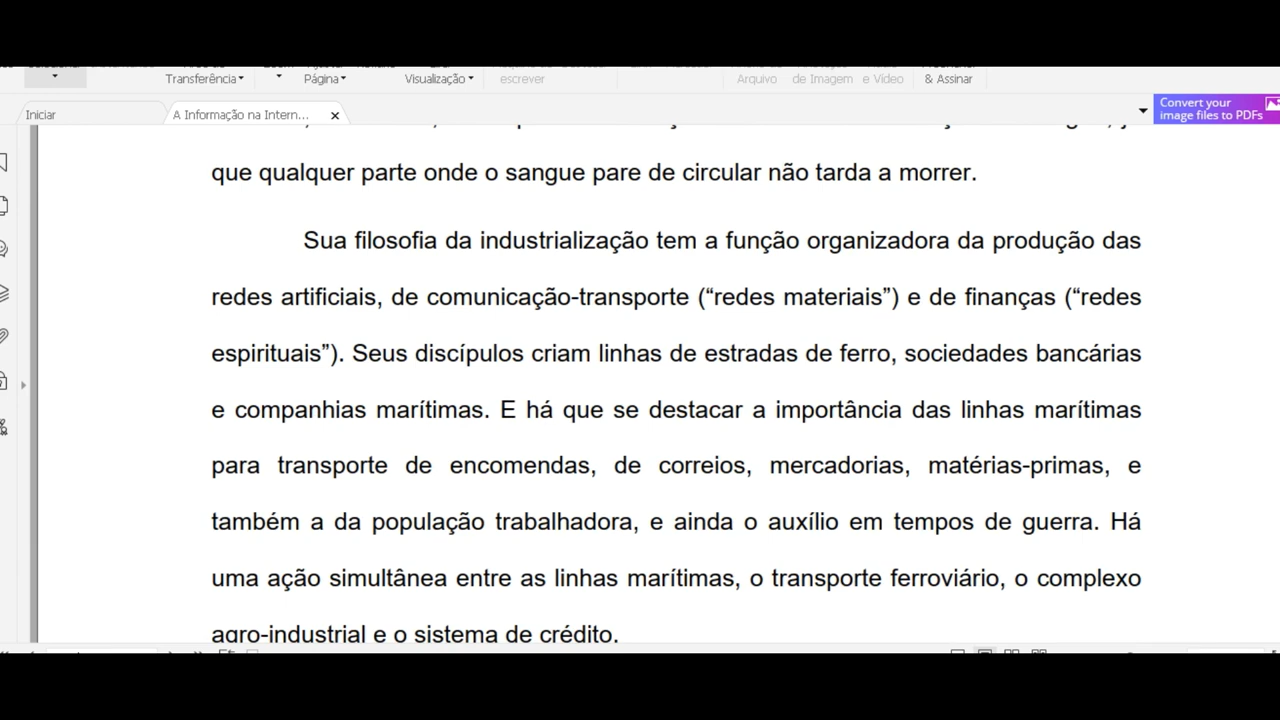 Transferência
Página
Visualização
escrever
Arquivo
de Imagem
e Vídeo
& Assinar
Iniciar
A Informação na Intern...
Convert your
image files to PDFs
que qualquer parte onde o sangue pare de circular não tarda a morrer.
Sua filosofia da industrialização tem a função organizadora da produção das
redes artificiais, de comunicação-transporte (“redes materiais”) e de finanças (“redes
espirituais”). Seus discípulos criam linhas de estradas de ferro, sociedades bancárias
e companhias marítimas. E há que se destacar a importância das linhas marítimas
para transporte de encomendas, de correios, mercadorias, matérias-primas, e
também a da população trabalhadora, e ainda o auxílio em tempos de guerra. Há
uma ação simultânea entre as linhas marítimas, o transporte ferroviário, o complexo
agro-industrial e o sistema de crédito.